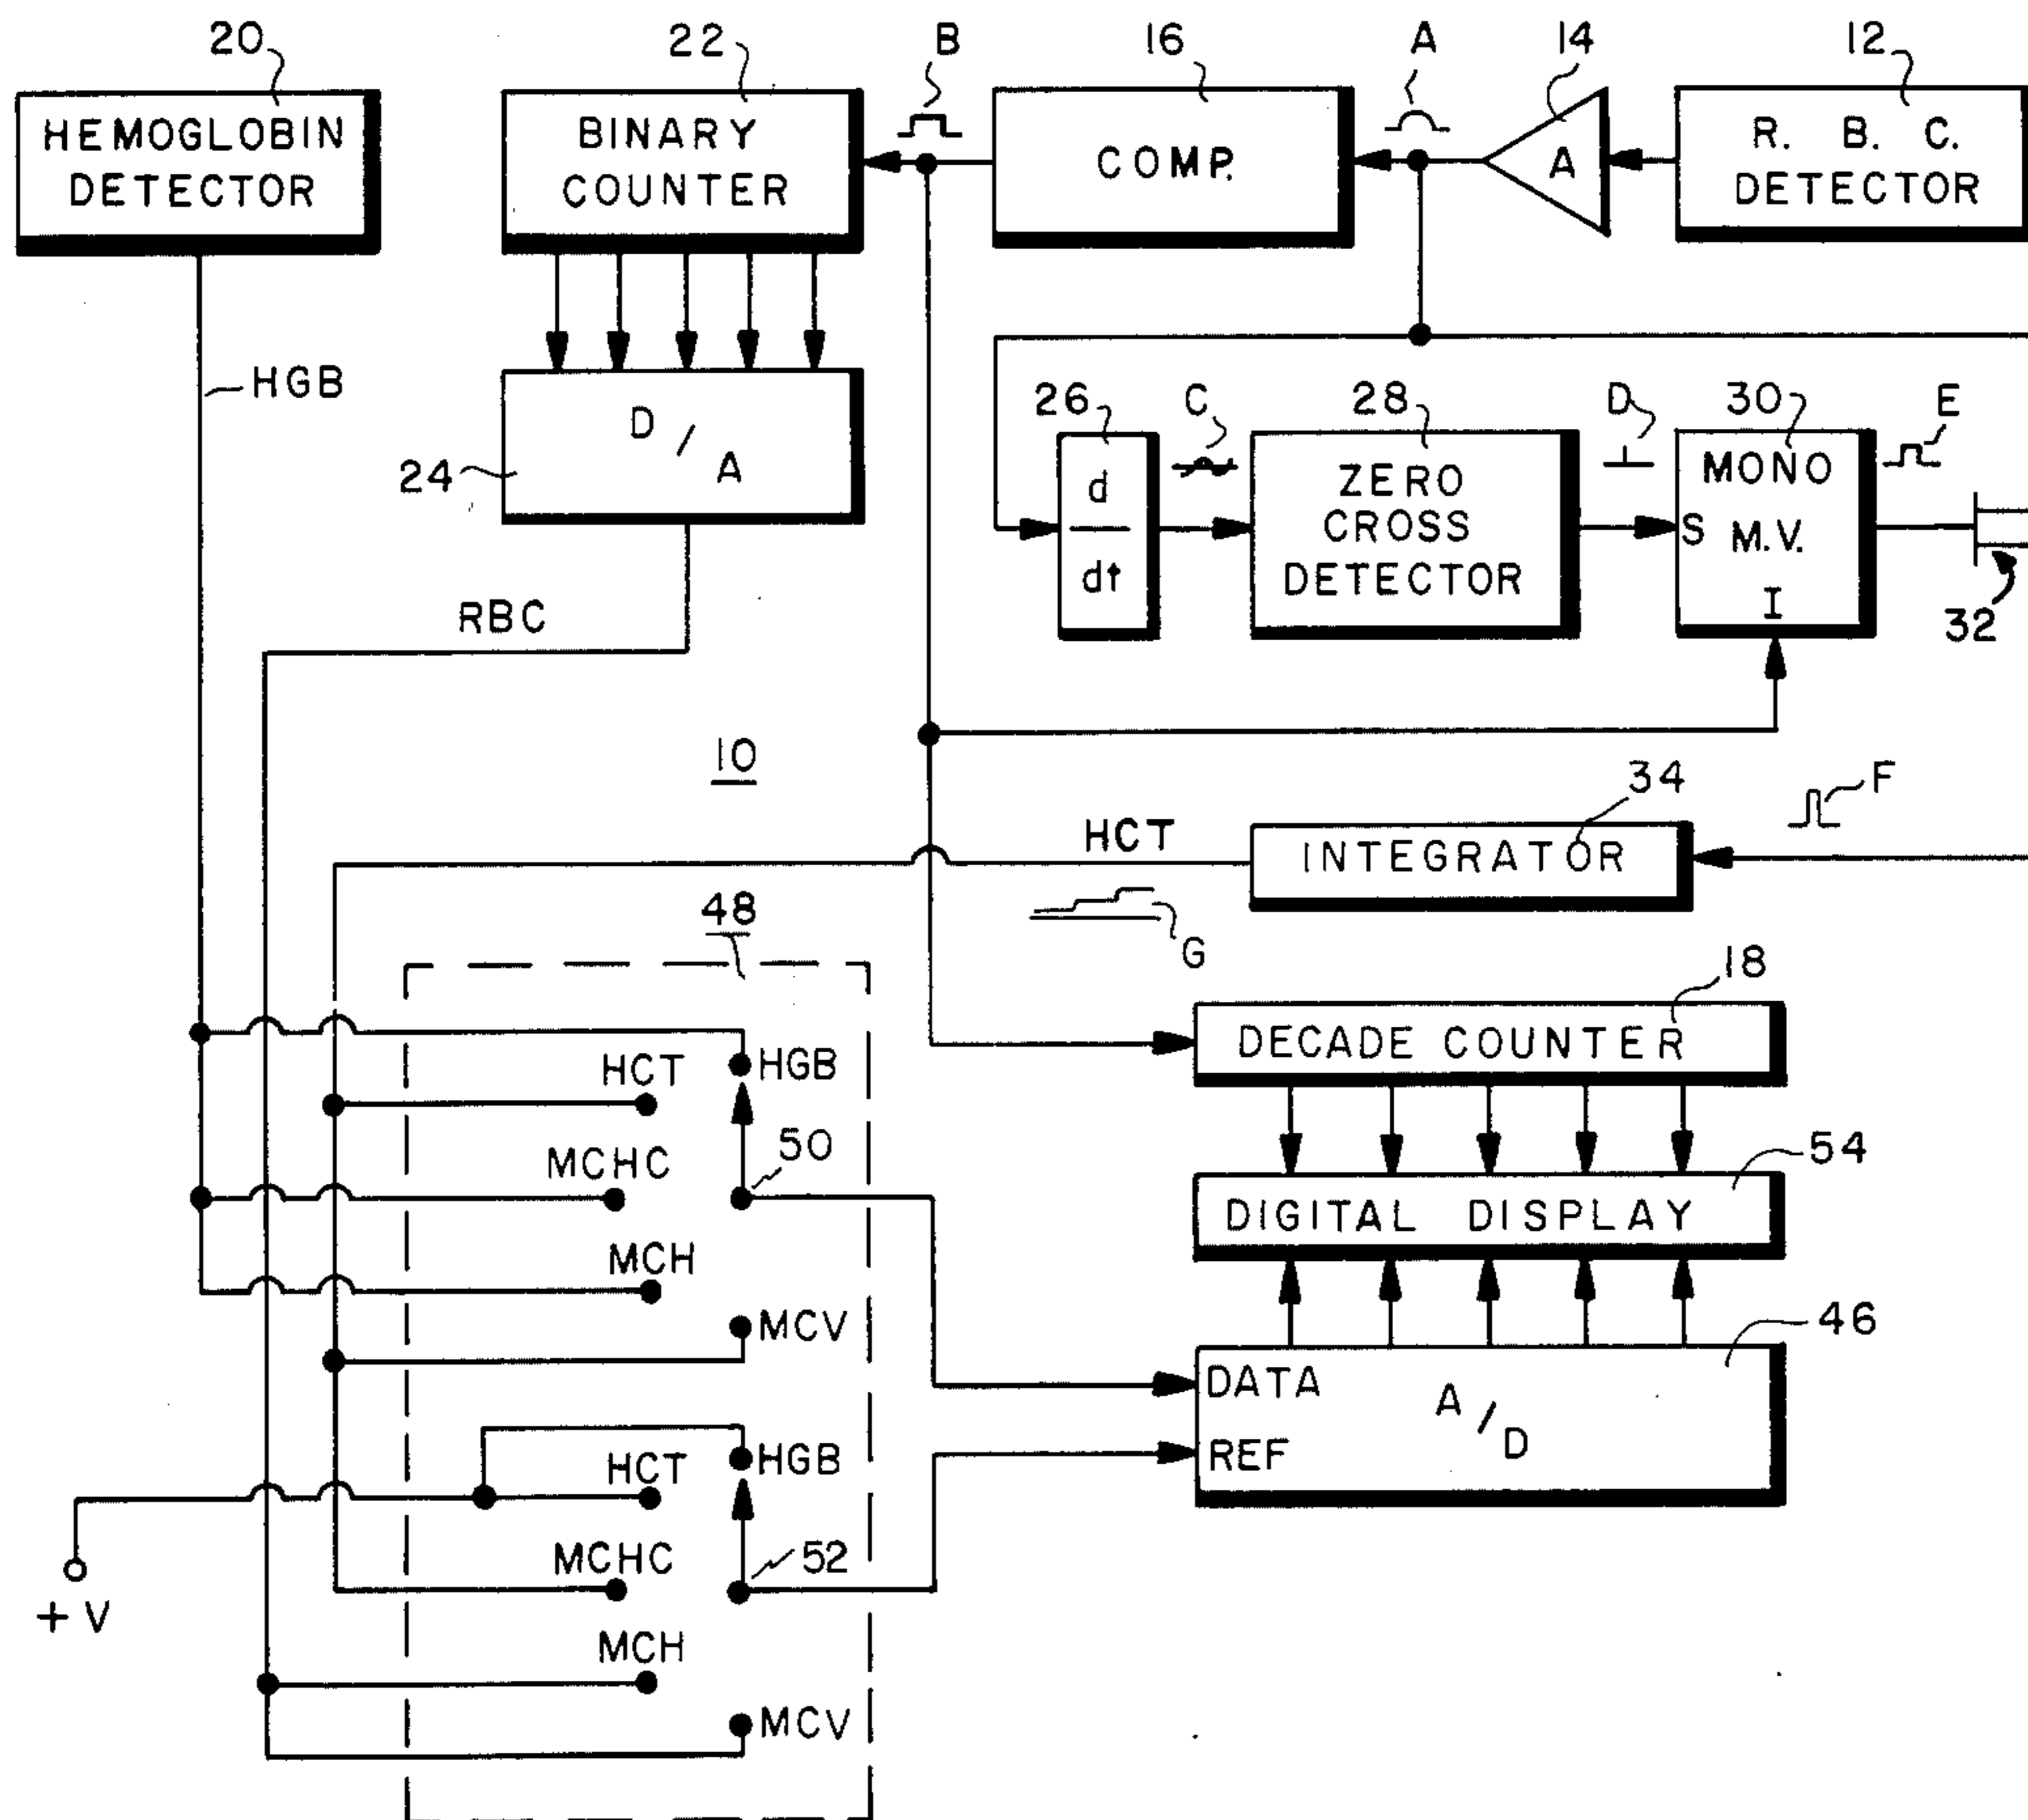 20
22
B
16
A
14
12
HEMOGLOBIN
DETECTOR
BINARY
COUNTER
COMP.
A
R. B. C.
DETECTOR
HGB
D/A
24
26
C
28
D
30
E
d
dt
ZERO
CROSS
DETECTOR
MONO
S M.V.
I
32
RBC
10
34
F
HCT
INTEGRATOR
48
G
18
DECADE COUNTER
HGB
HCT
50
MCHC
54
DIGITAL DISPLAY
MCH
MCV
46
DATA
A/D
REF
HGB
HCT
MCHC
52
+V
MCH
MCV